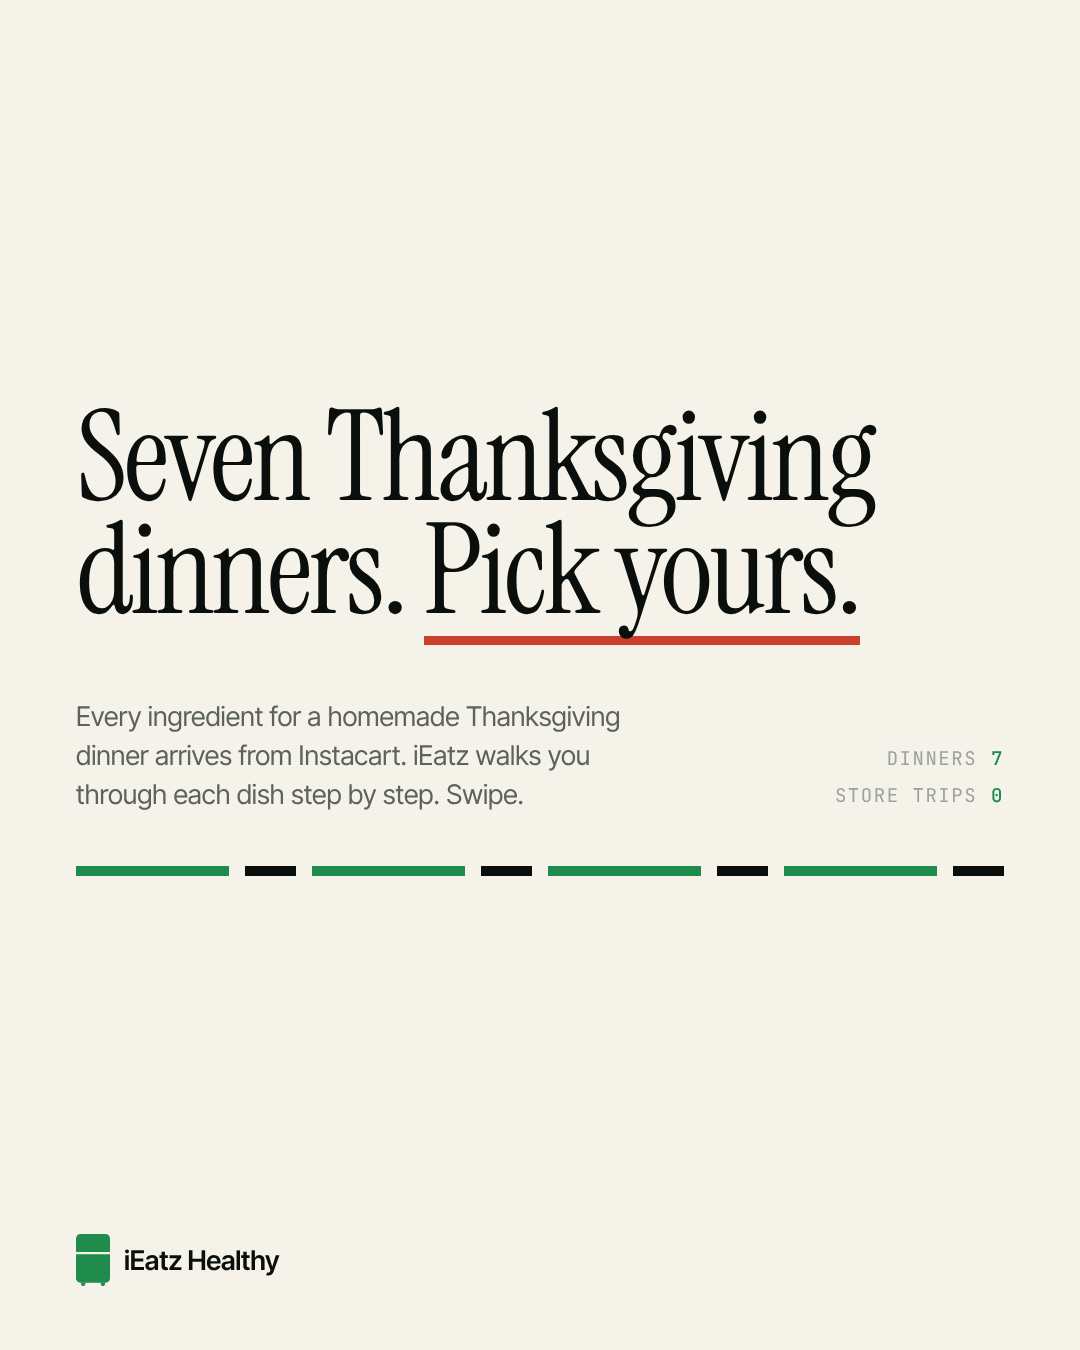 Seven Thanksgiving
dinners. Pick yours.
Every ingredient for a homemade Thanksgiving
dinner arrives from Instacart. iEatz walks you
through each dish step by step. Swipe.
DINNERS 7
STORE TRIPS 0
iEatz Healthy